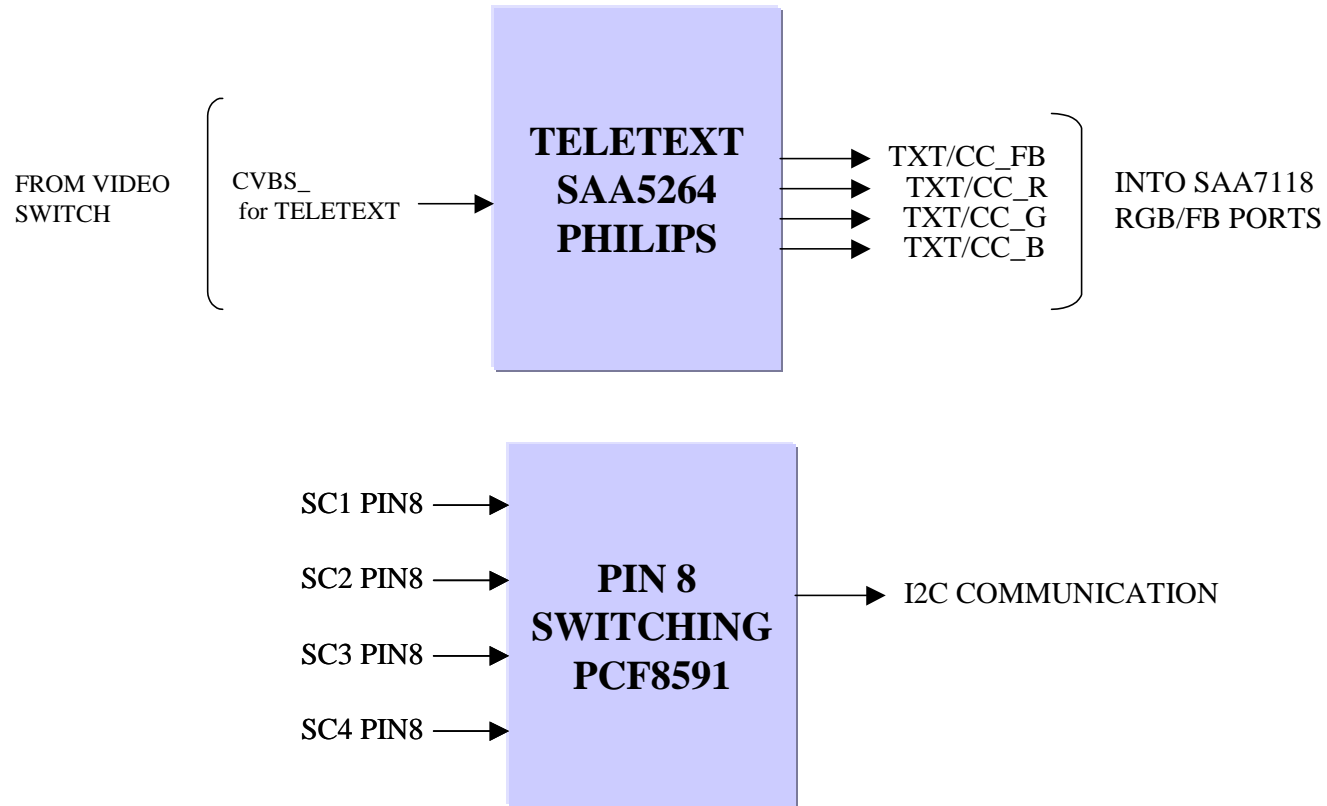 FROM VIDEO
SWITCH
CVBS_
for TELETEXT
TELETEXT
SAA5264
PHILIPS
TXT/CC_FB
TXT/CC_R
TXT/CC_G
TXT/CC_B
INTO SAA7118
RGB/FB PORTS
SC1 PIN8
SC2 PIN8
SC3 PIN8
SC4 PIN8
PIN 8
SWITCHING
PCF8591
I2C COMMUNICATION